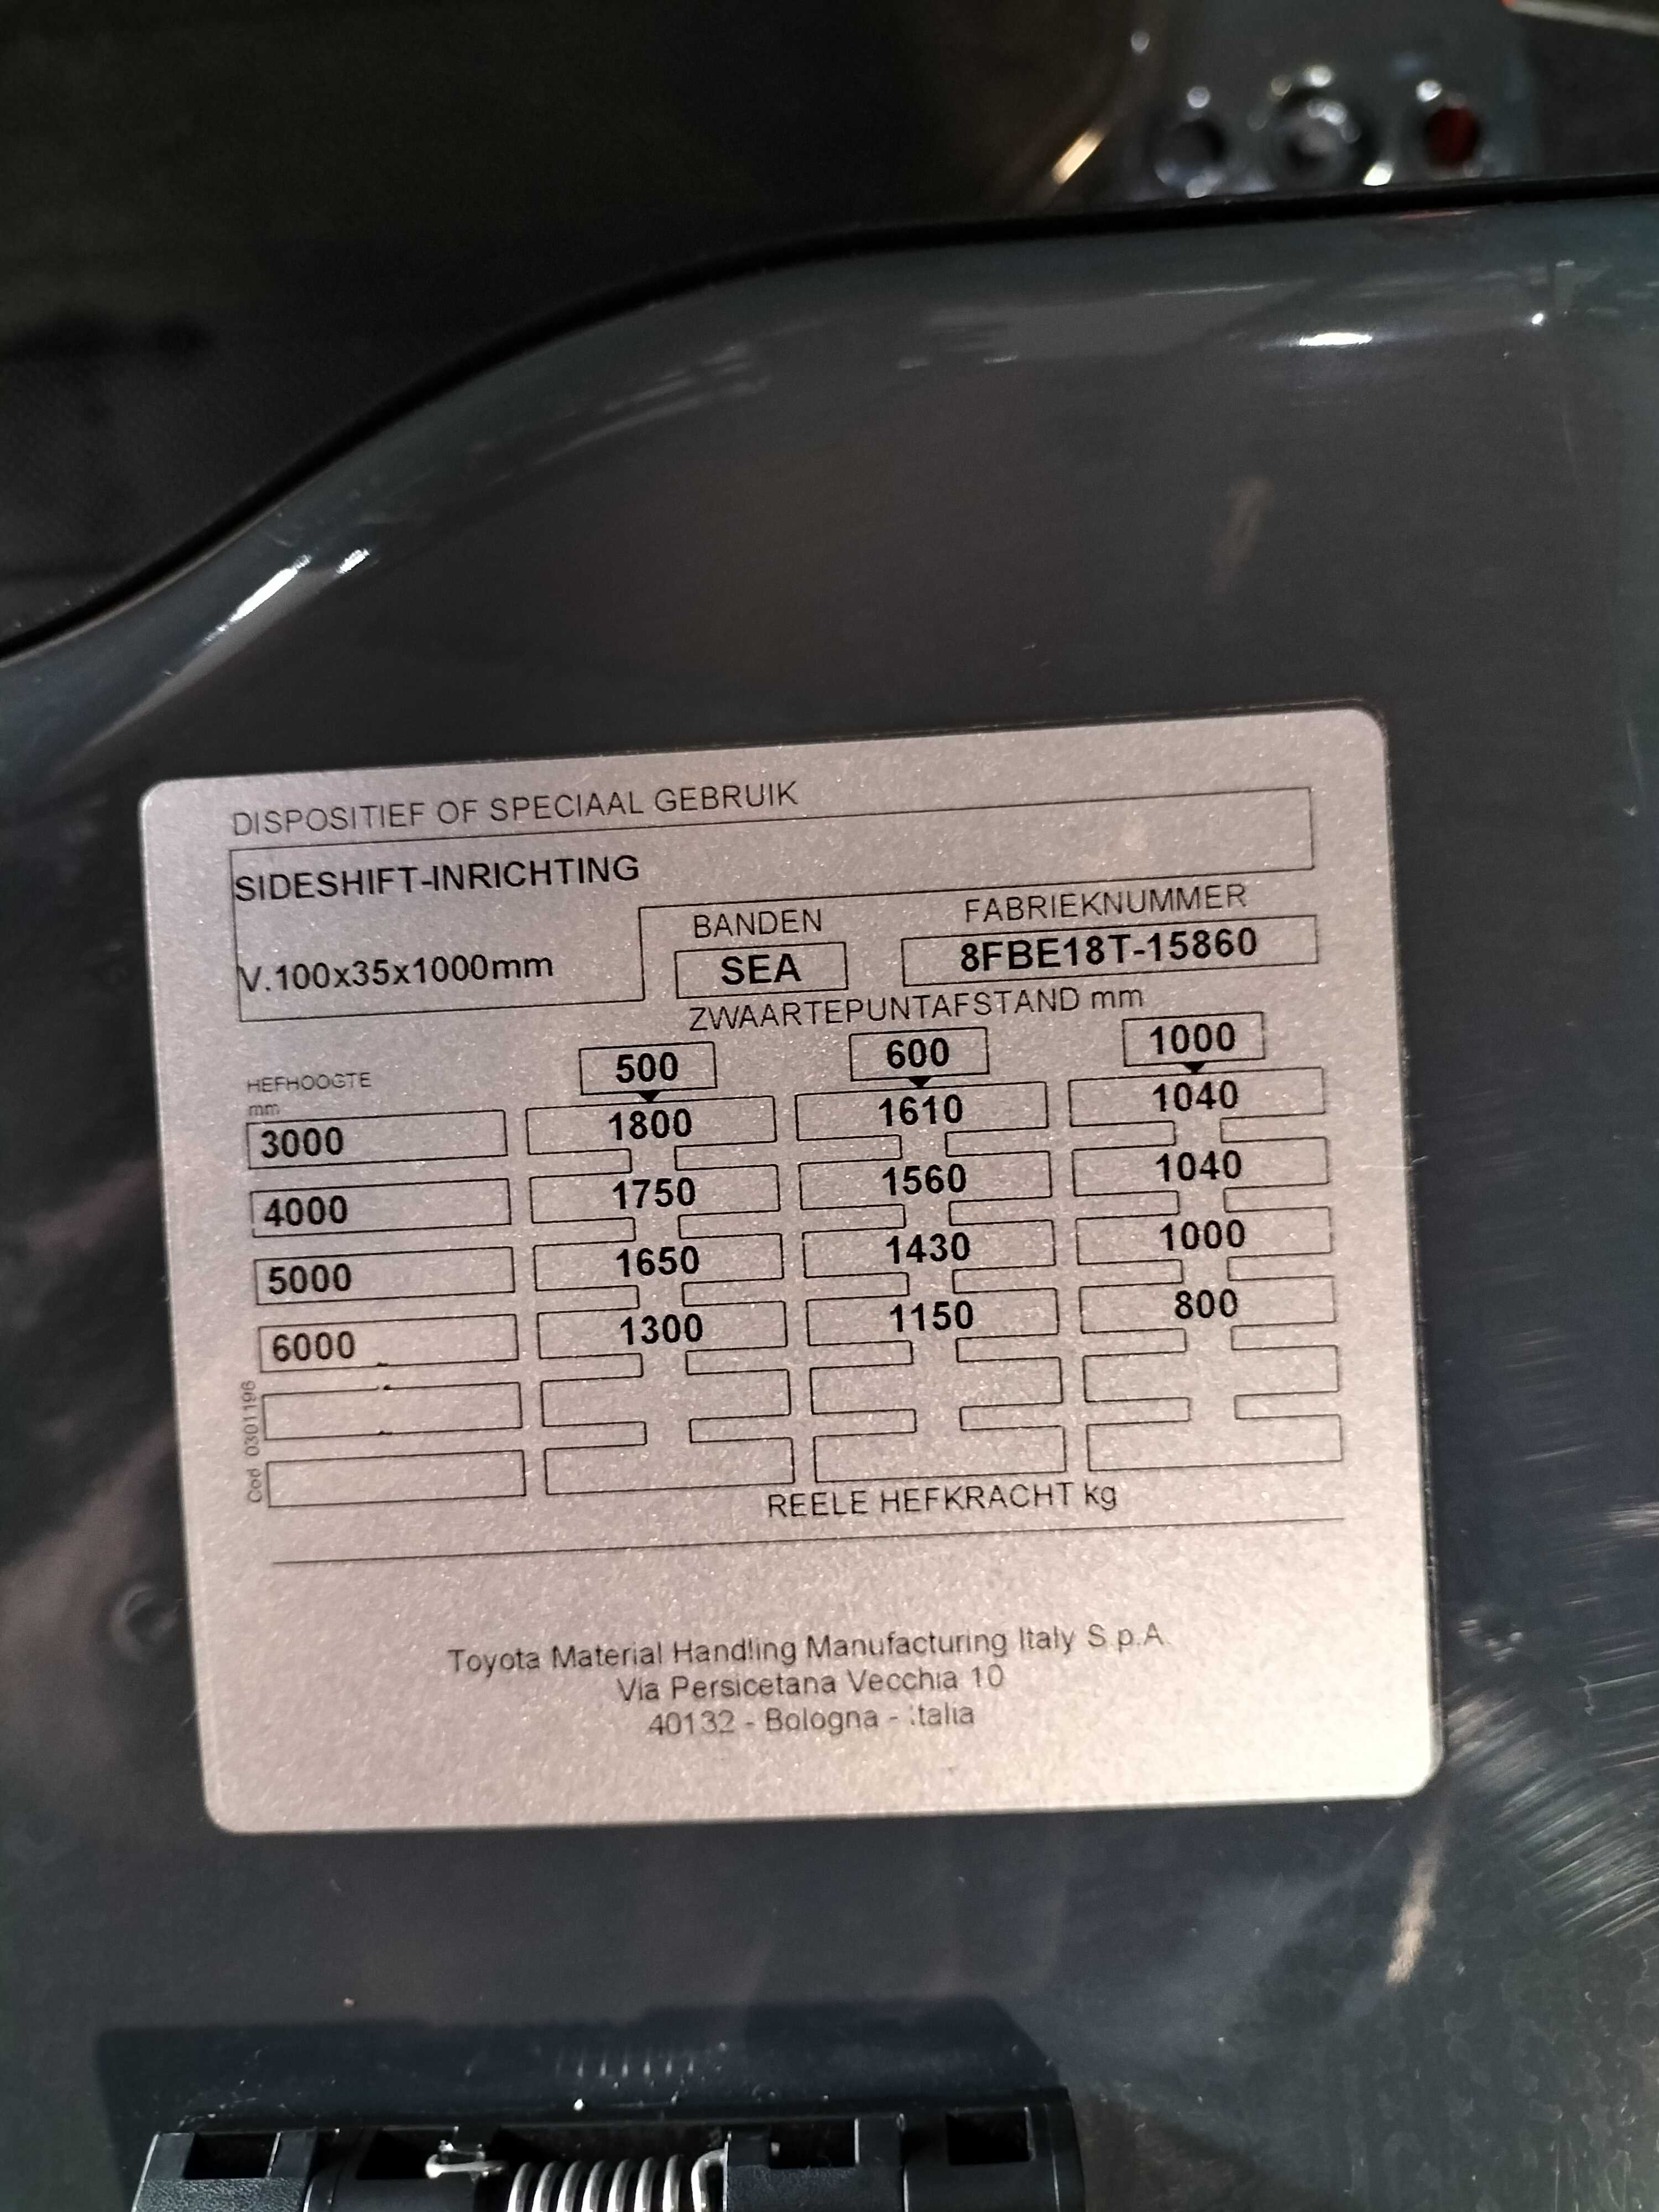 DISPOSITIEF OF SPECIAAL GEBRUIK
SIDESHIFT-INRICHTING
V.100x35x1000mm
BANDEN
SEA
FABRIEKNUMMER
8FBE18T-15860
ZWAARTEPUNTAFSTAND mm
HEFHOOGTE
mm
500 600 1000
3000 1800 1610 1040
4000 1750 1560 1040
5000 1650 1430 1000
6000 1300 1150 800
Cod 0301196
REELE HEFKRACHT kg
Toyota Material Handling Manufacturing Italy S.p.A.
Via Persicetana Vecchia 10
40132 - Bologna - Italia